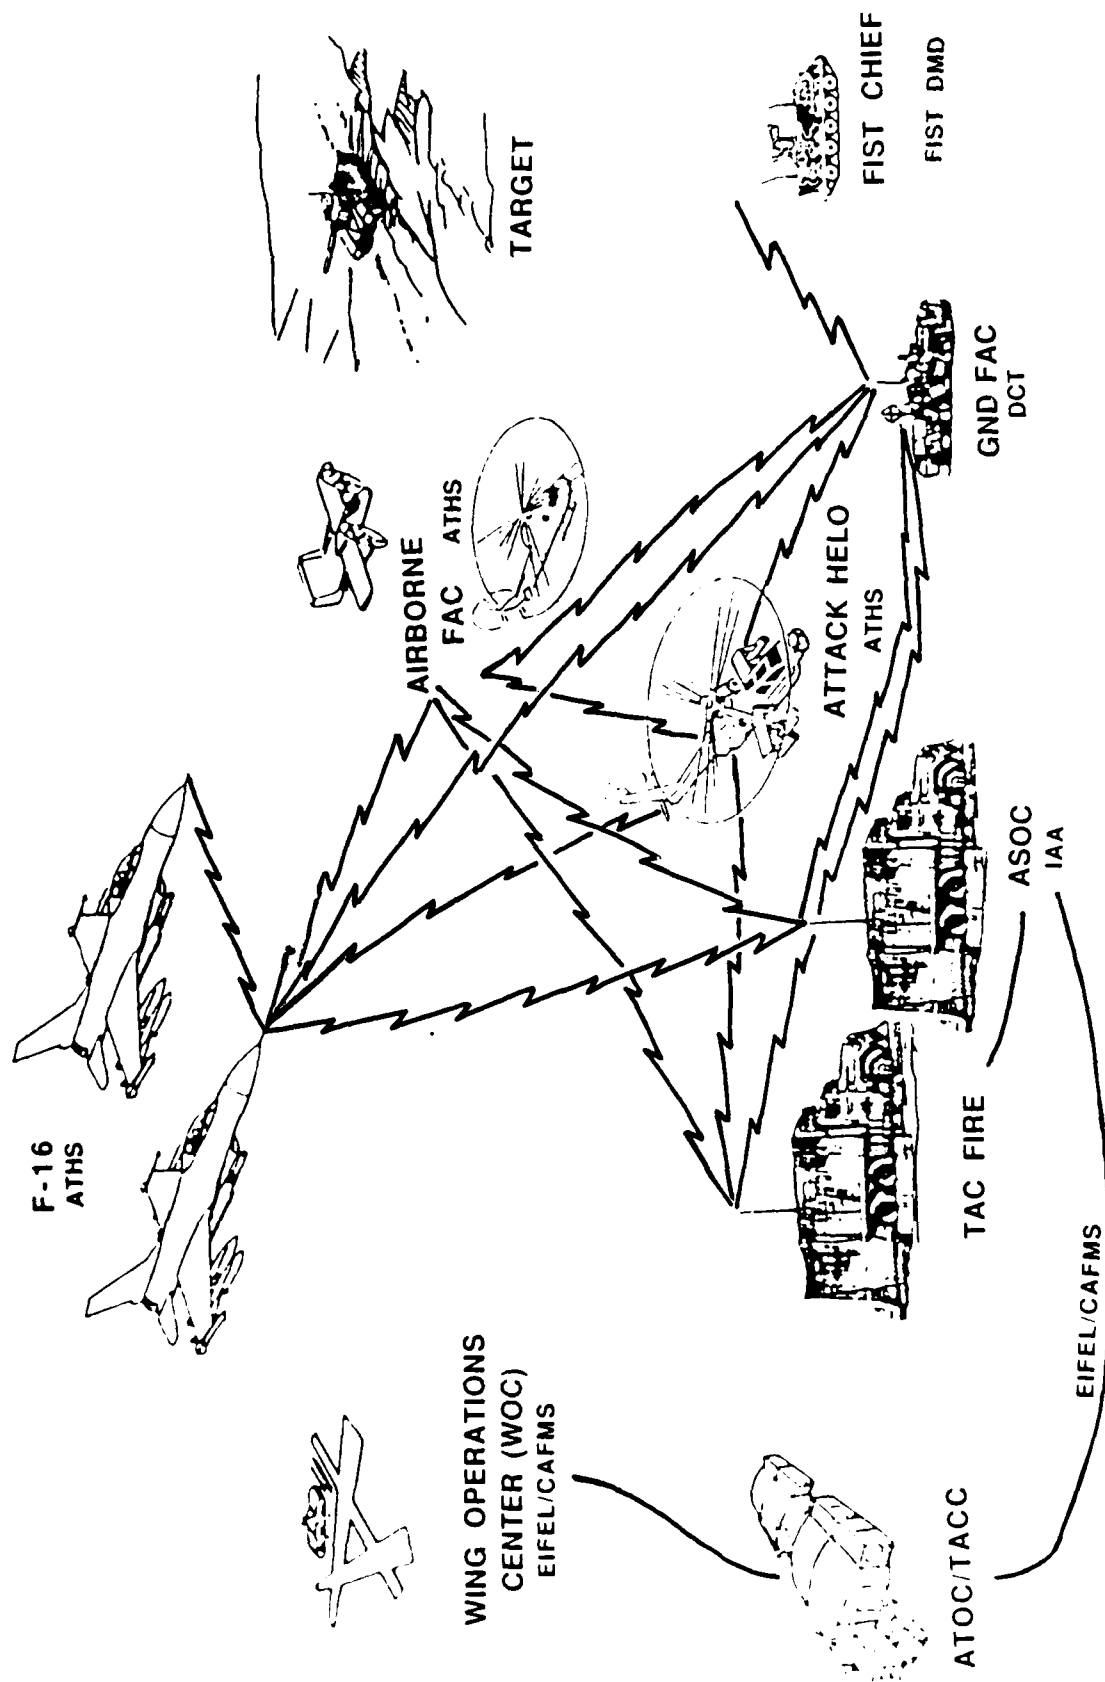 F-16
ATHS
TARGET
AIRBORNE
FAC ATHS
WING OPERATIONS
CENTER (WOC)
EIFEL/CAFMS
ATTACK HELO
ATHS
FIST CHIEF
FIST DMD
GND FAC
DCT
TAC FIRE
ASOC
IAA
ATOC/TACC
EIFEL/CAFMS